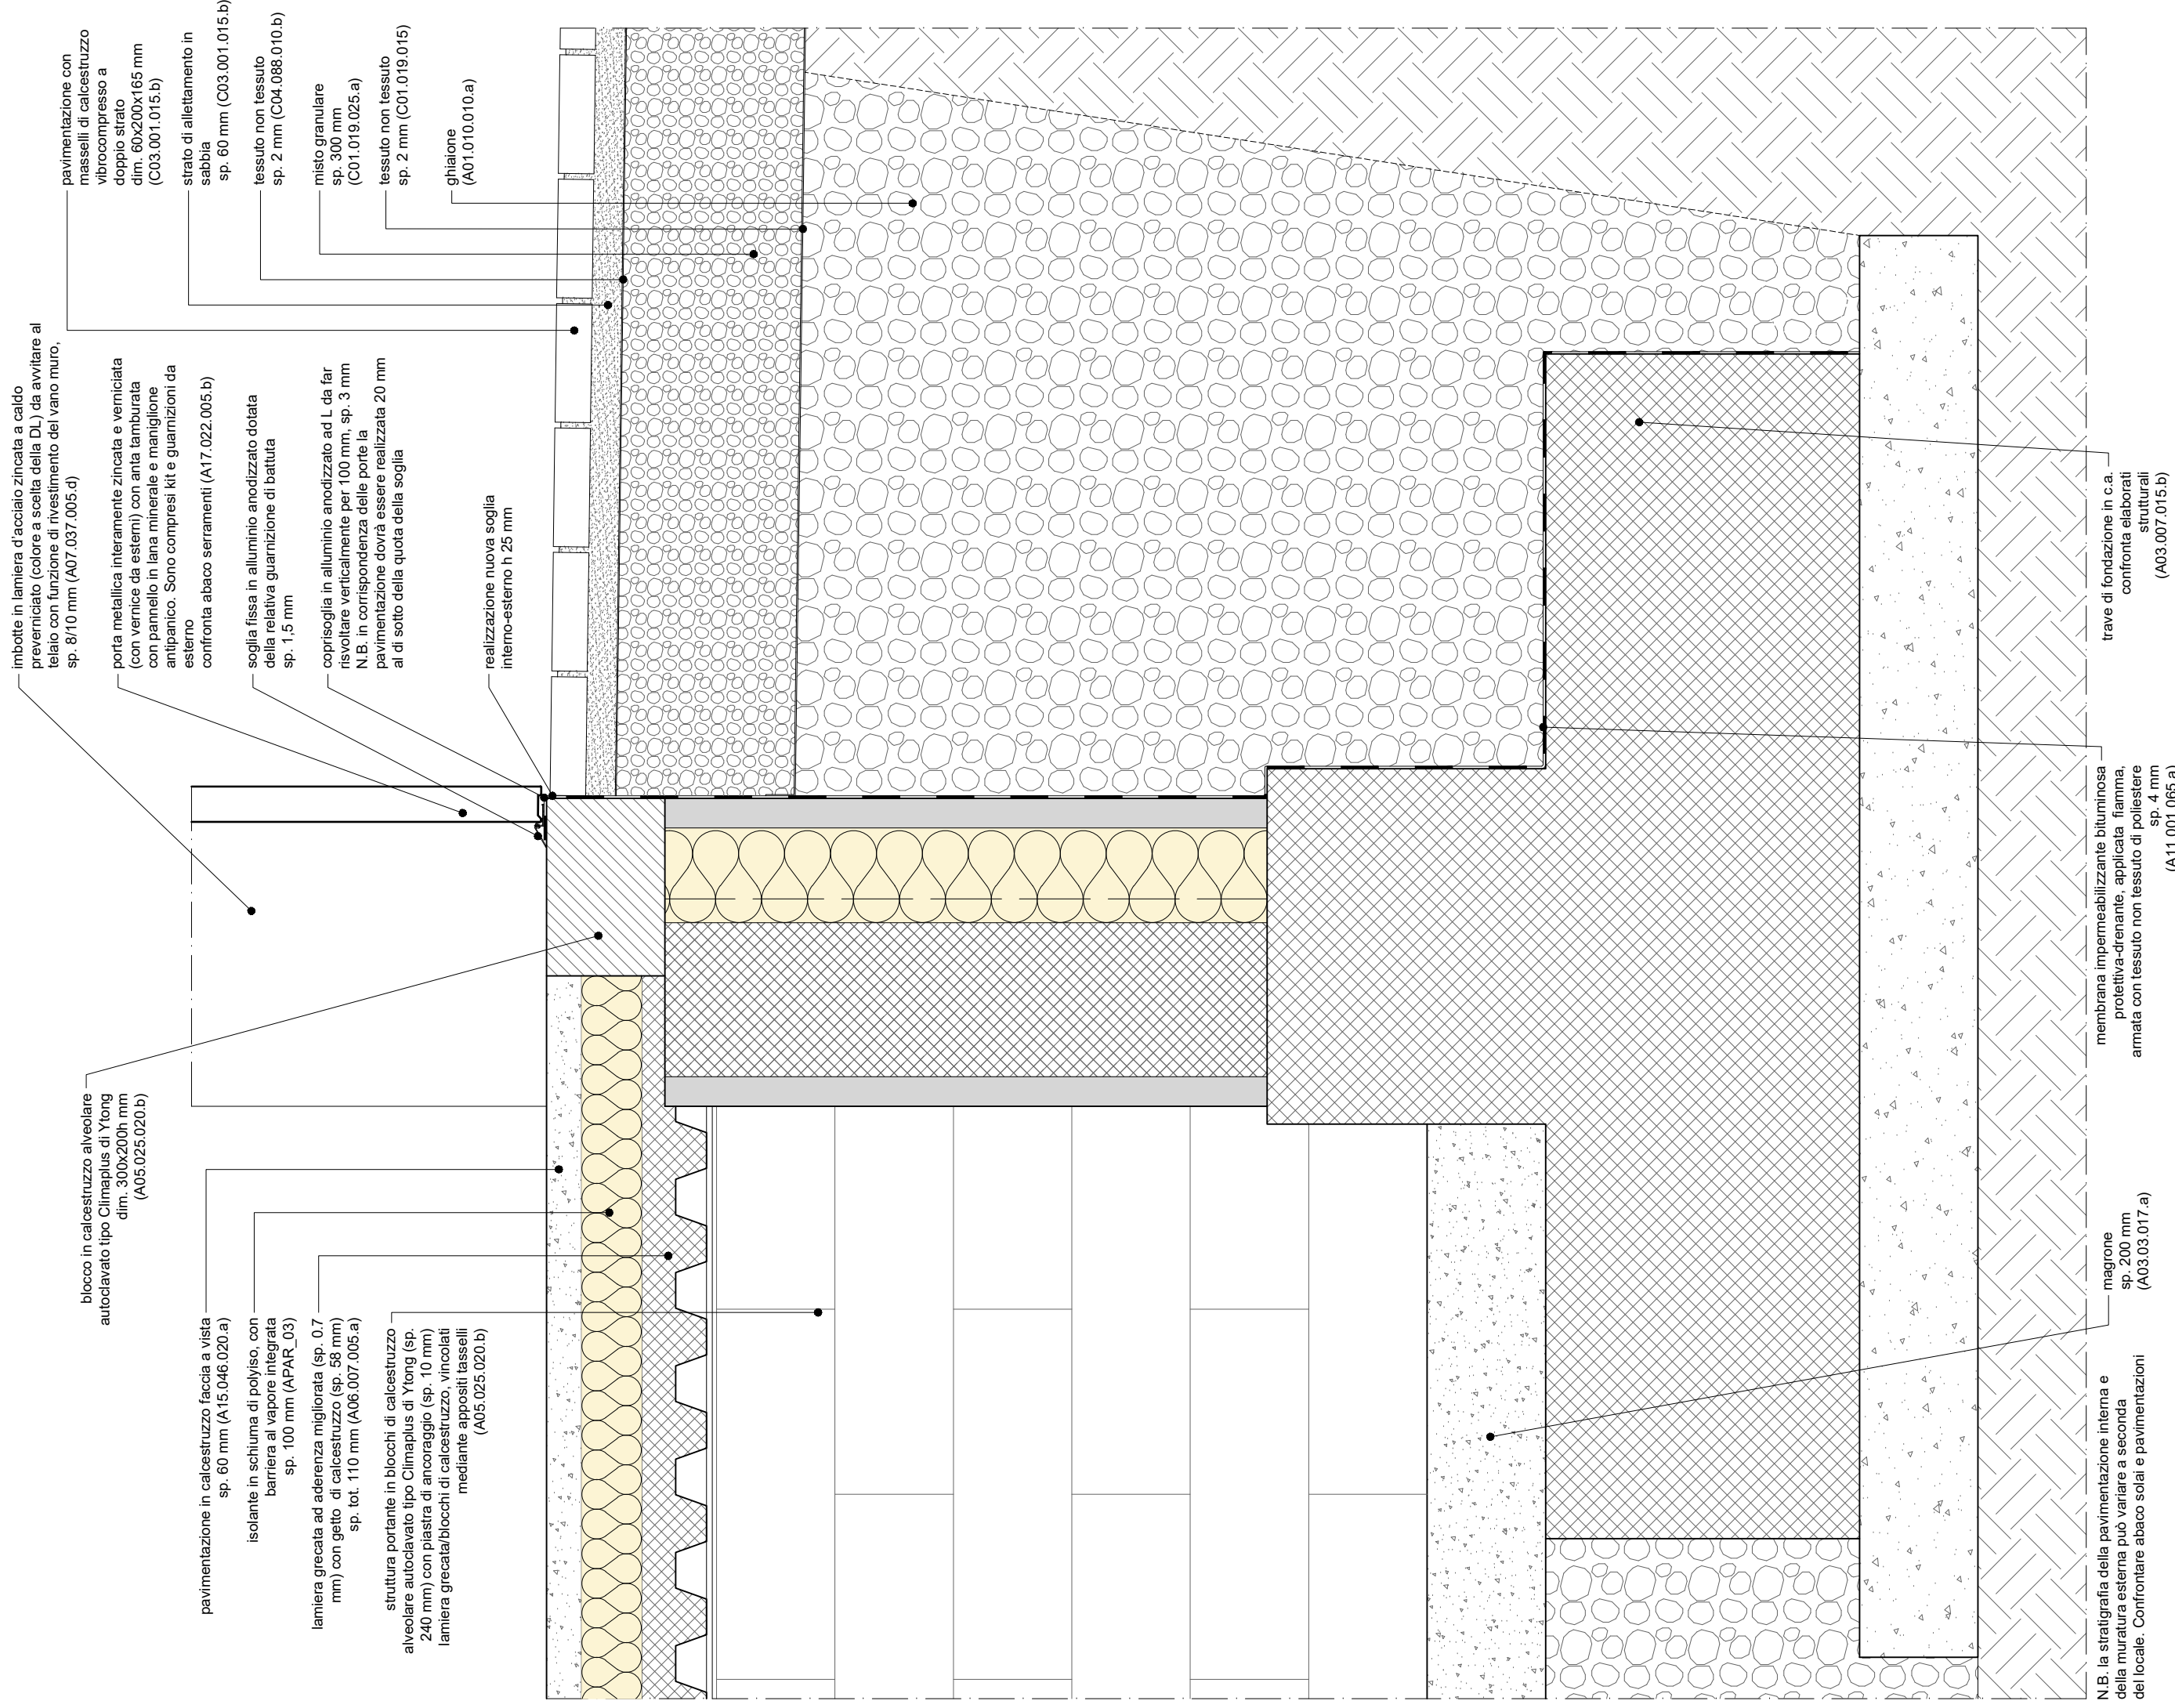 imbotte in lamiera d'acciaio zincata a caldo
preverniciato (colore a scelta della DL) da avvitare al
telaio con funzione di rivestimento del vano muro,
sp. 8/10 mm (A07.037.005.d)
porta metallica interamente zincata e verniciata
(con vernice da esterni) con anta tamburata
con pannello in lana minerale e maniglione
antipanico. Sono compresi kit e guarnizioni da
esterno
confronta abaco serramenti (A17.022.005.b)
soglia fissa in alluminio anodizzato dotata
della relativa guarnizione di battuta
sp. 1,5 mm
coprisoglia in alluminio anodizzato ad L da far
risvoltare verticalmente per 100 mm, sp. 3 mm
N.B. in corrispondenza delle porte la
pavimentazione dovrà essere realizzata 20 mm
al di sotto della quota della soglia
realizzazione nuova soglia
interno-esterno h 25 mm
pavimentazione con
masselli di calcestruzzo
vibrocompresso a
doppio strato
dim. 60x200x165 mm
(C03.001.015.b)
strato di allettamento in
sabbia
sp. 60 mm (C03.001.015.b)
tessuto non tessuto
sp. 2 mm (C04.088.010.b)
misto granulare
sp. 300 mm
(C01.019.025.a)
tessuto non tessuto
sp. 2 mm (C01.019.015)
ghiaione
(A01.010.010.a)
blocco in calcestruzzo alveolare
autoclavato tipo Climaplus di Ytong
dim. 300x200h mm
(A05.025.020.b)
pavimentazione in calcestruzzo faccia a vista
sp. 60 mm (A15.046.020.a)
isolante in schiuma di polyiso, con
barriera al vapore integrata
sp. 100 mm (APAR_03)
lamiera grecata ad aderenza migliorata (sp. 0.7
mm) con getto di calcestruzzo (sp. 58 mm)
sp. tot. 110 mm (A06.007.005.a)
struttura portante in blocchi di calcestruzzo
alveolare autoclavato tipo Climaplus di Ytong (sp.
240 mm) con piastra di ancoraggio (sp. 10 mm)
lamiera grecata/blocchi di calcestruzzo, vincolati
mediante appositi tasselli
(A05.025.020.b)
N.B. la stratigrafia della pavimentazione interna e
della muratura esterna può variare a seconda
del locale. Confrontare abaco solai e pavimentazioni
magrone
sp. 200 mm
(A03.03.017.a)
membrana impermeabilizzante bituminosa
protettiva-drenante, applicata fiamma,
armata con tessuto non tessuto di poliestere
sp. 4 mm
(A11.001.065.a)
trave di fondazione in c.a.
confronta elaborati
strutturali
(A03.007.015.b)